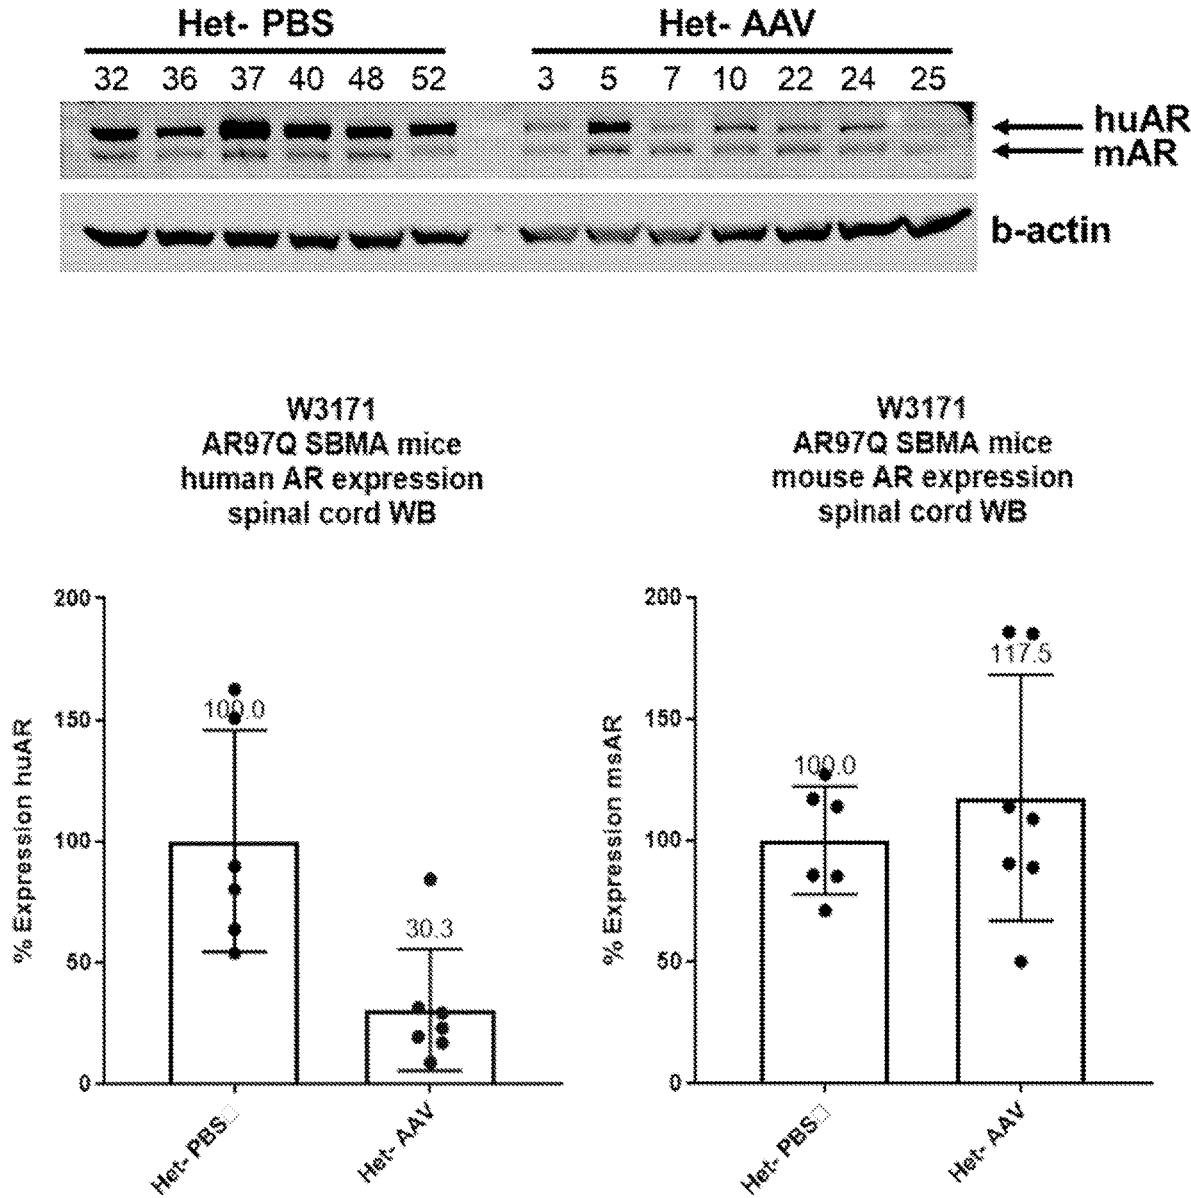 Het- PBS Het- AAV
32 36 37 40 48 52 3 5 7 10 22 24 25
huAR
mAR
b-actin
W3171
AR97Q SBMA mice
human AR expression
spinal cord WB
200
150
100
50
0
% Expression huAR
100.0
30.3
Het- PBS□
Het- AAV
W3171
AR97Q SBMA mice
mouse AR expression
spinal cord WB
200
150
100
50
0
% Expression msAR
100.0
117.5
Het- PBS□
Het- AAV